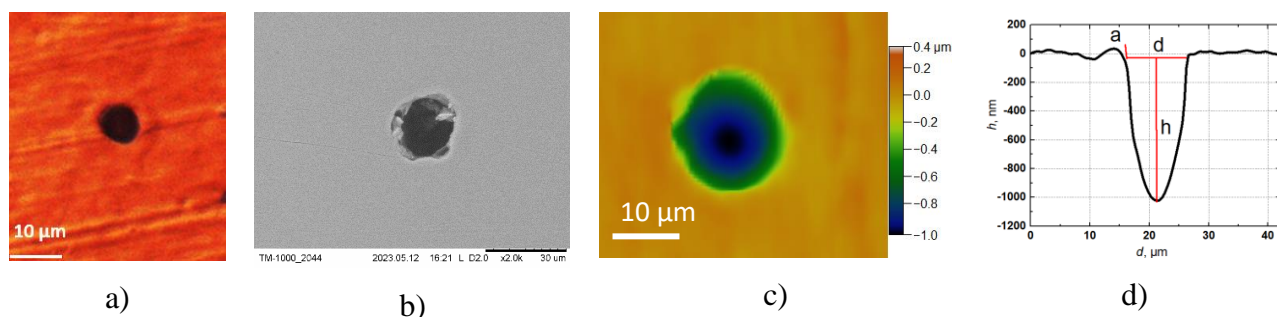 10 µm
TM-1000_2044 2023.05.12 16:21 L D2.0 x2.0k 30 um
10 µm
0.4 µm
0.2
0.0
−0.2
−0.4
−0.6
−0.8
−1.0
200
0
-200
-400
-600
-800
-1000
-1200
h, nm
a
d
h
0 10 20 30 40
d, µm
a) b) c) d)